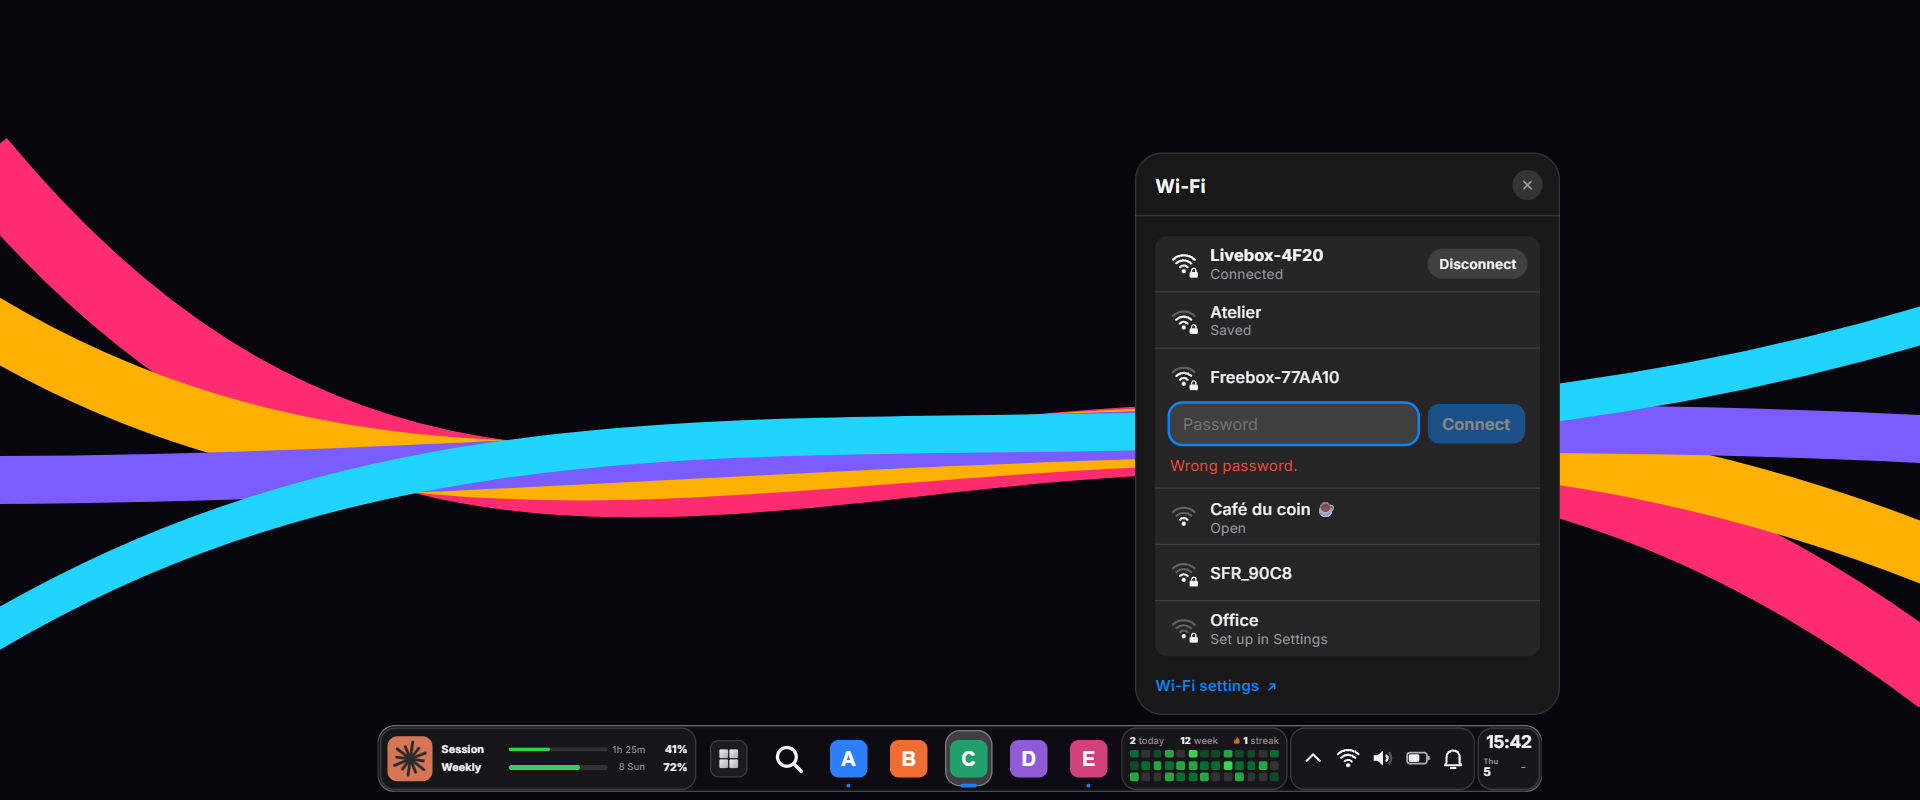 Wi-Fi
Livebox-4F20
Connected
Disconnect
Atelier
Saved
Freebox-77AA10
Password
Connect
Wrong password.
Café du coin
Open
SFR_90C8
Office
Set up in Settings
Wi-Fi settings ↗
Session 1h 25m 41%
Weekly 8 Sun 72%
A B C D E
2 today 12 week 1 streak
15:42
Thu
5 –